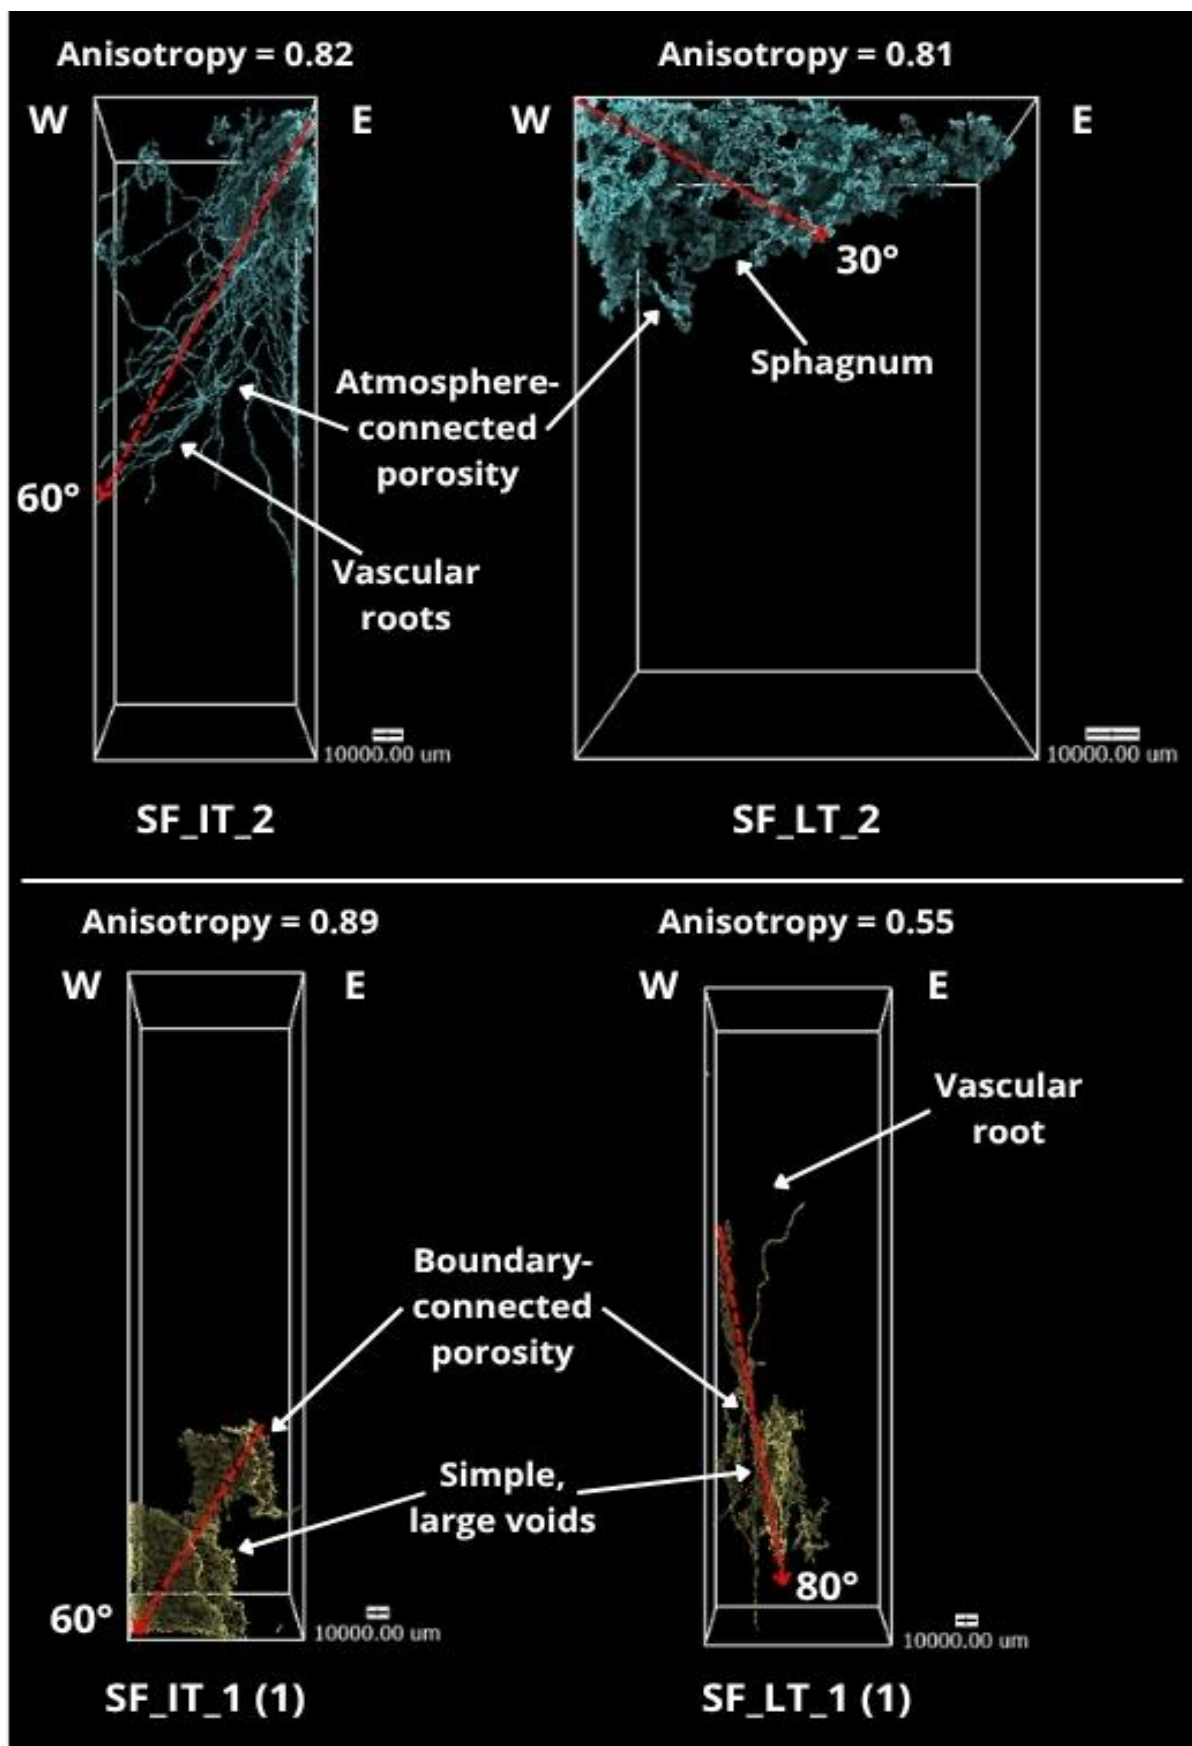 Anisotropy = 0.82
Anisotropy = 0.81
W
E
W
E
30°
Sphagnum
Atmosphere-
connected
porosity
60°
Vascular
roots
10000.00 um
10000.00 um
SF_IT_2
SF_LT_2
Anisotropy = 0.89
Anisotropy = 0.55
W
E
W
E
Vascular
root
Boundary-
connected
porosity
Simple,
large voids
80°
60°
10000.00 um
10000.00 um
SF_IT_1 (1)
SF_LT_1 (1)